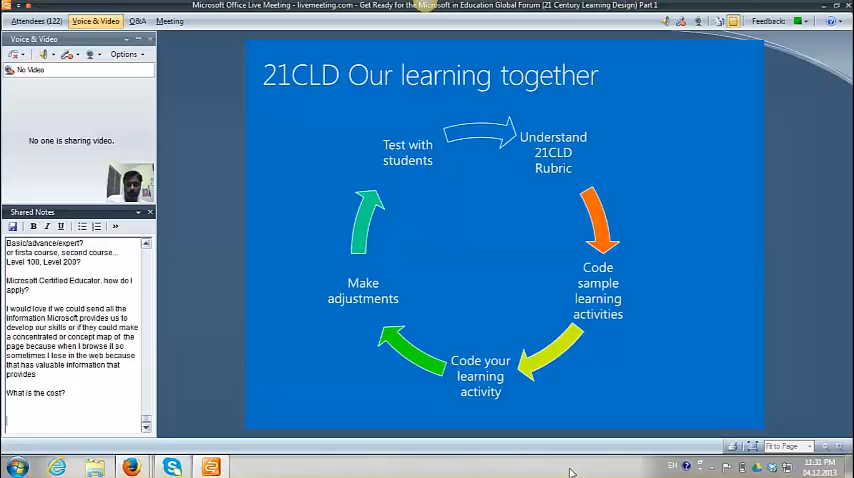 Microsoft Office Live Meeting - livemeeting.com - Get Ready for the Microsoft in Education Global Forum (21 Century Learning Design) Part 1
Attendees (122) Voice & Video Q&A Meeting
Feedback:
Voice & Video
Options
No Video
No one is sharing video.
Shared Notes
B I U
Basic/advance/expert?
or firsta course, second course...
Level 100, Level 200?
Microsoft Certified Educator, how do I
apply?
I would love if we could send all the
information Microsoft provides us to
develop our skills or if they could make
a concentrated or concept map of the
page because when I browse it so
sometimes I lose in the web because
that has valuable information that
provides
What is the cost?
21CLD Our learning together
Test with
students
Understand
21CLD
Rubric
Code
sample
learning
activities
Code your
learning
activity
Make
adjustments
Fit to Page
EN
11:31 PM
04.12.2013